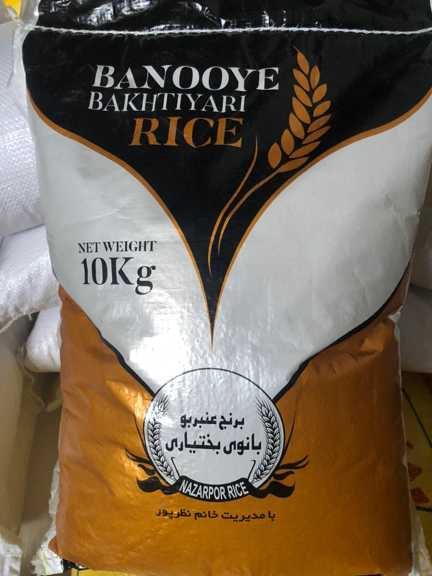 BANOOYE
BAKHTIYARI
RICE
NET WEIGHT
10Kg
برنج عنبربو
بانوی بختیاری
NAZARPOR RICE
با مدیریت خانم نظرپور